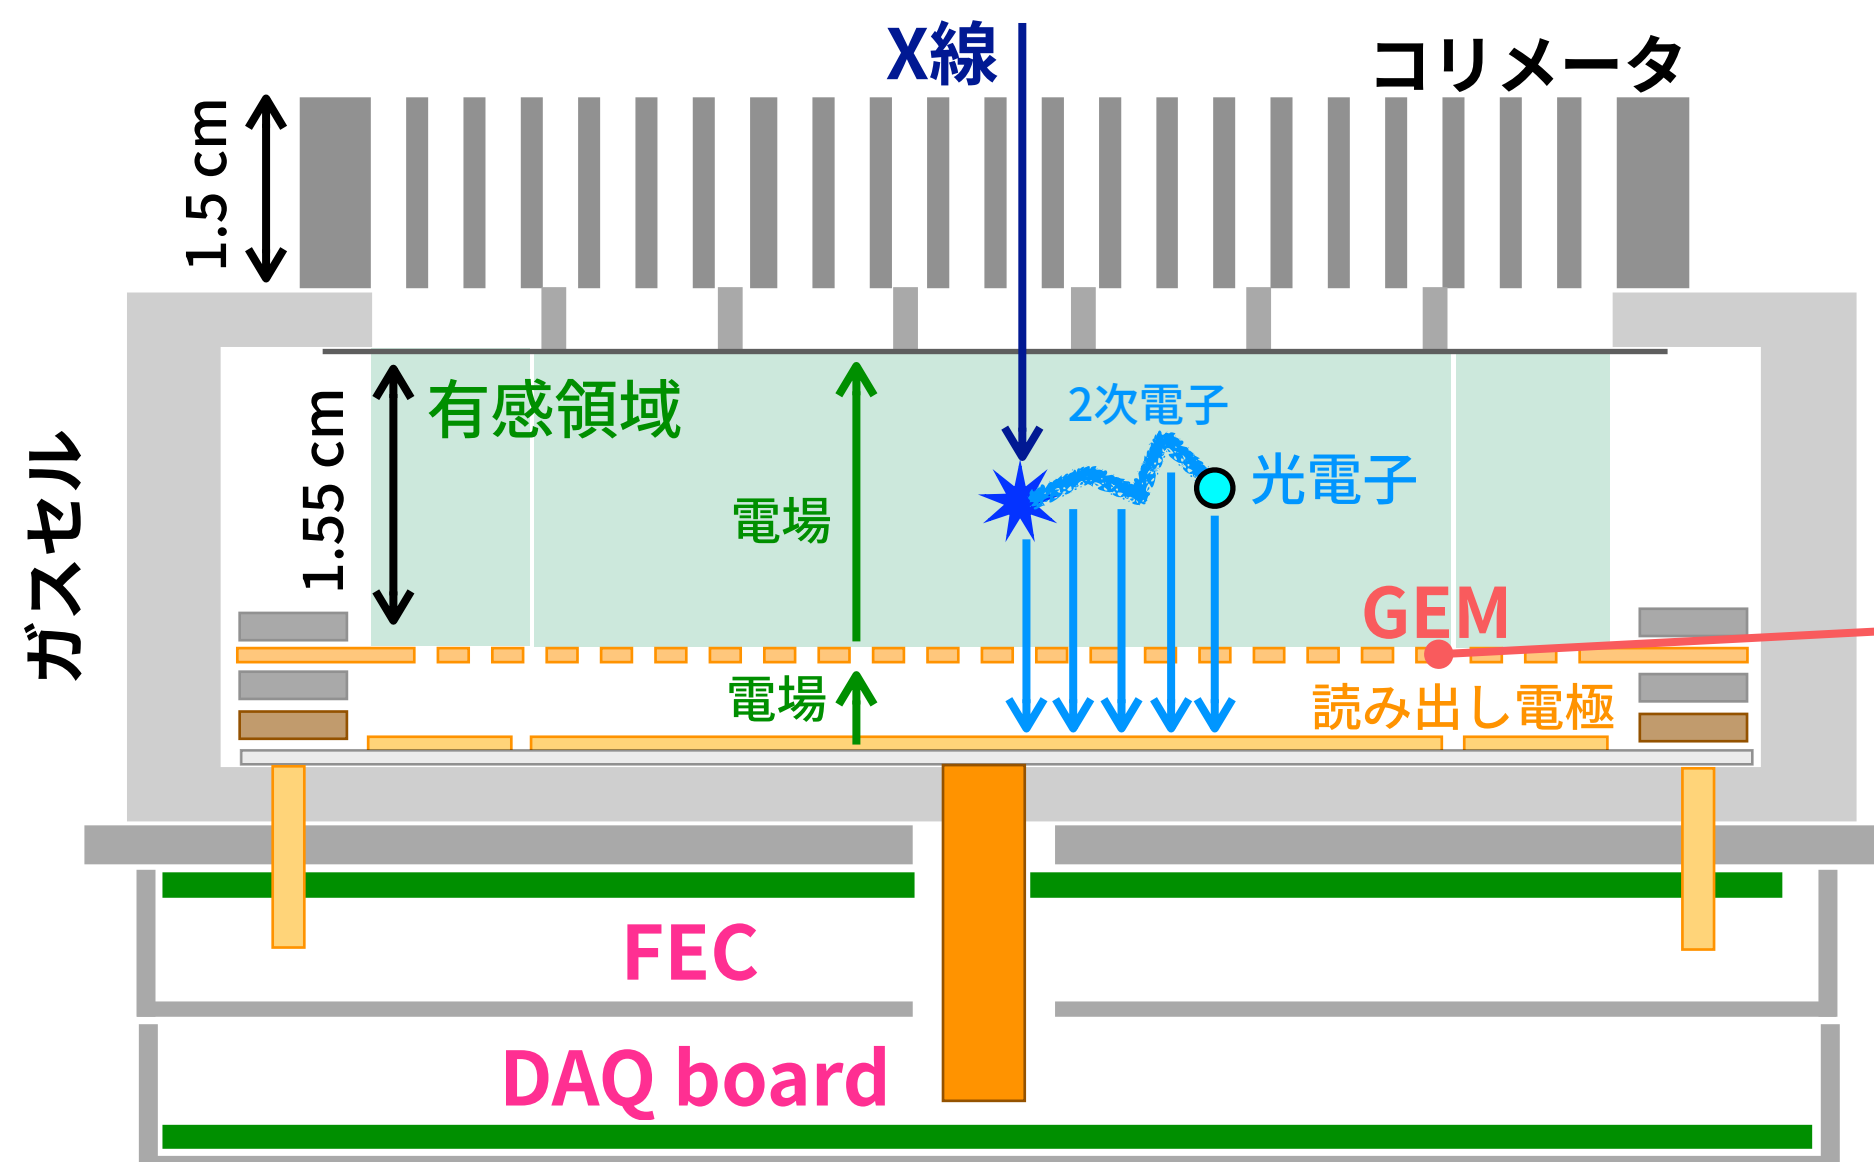 X線
コリメータ
1.5 cm
ガスセル
1.55 cm
有感領域
2次電子
光電子
電場
GEM
電場
読み出し電極
FEC
DAQ board